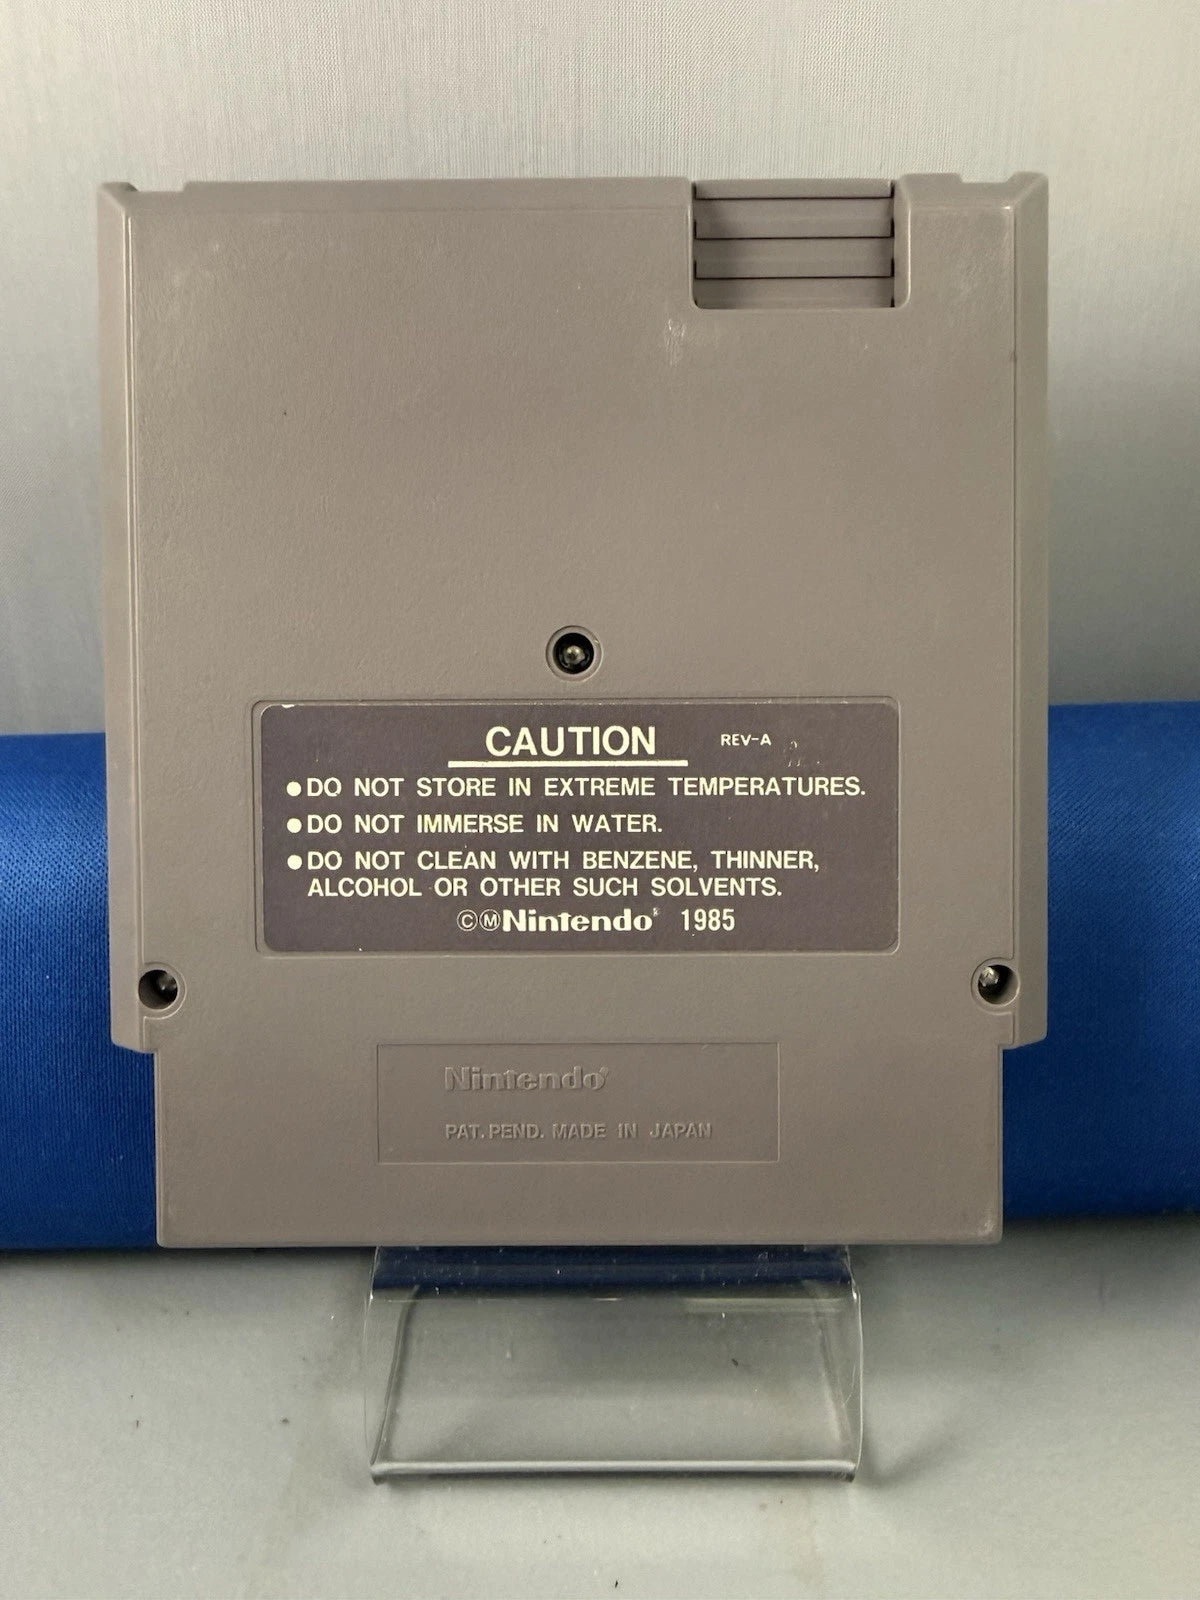 CAUTION REV-A
●DO NOT STORE IN EXTREME TEMPERATURES.
●DO NOT IMMERSE IN WATER.
●DO NOT CLEAN WITH BENZENE, THINNER,
ALCOHOL OR OTHER SUCH SOLVENTS.
ⒸⓂNintendo® 1985
Nintendo®
PAT. PEND. MADE IN JAPAN